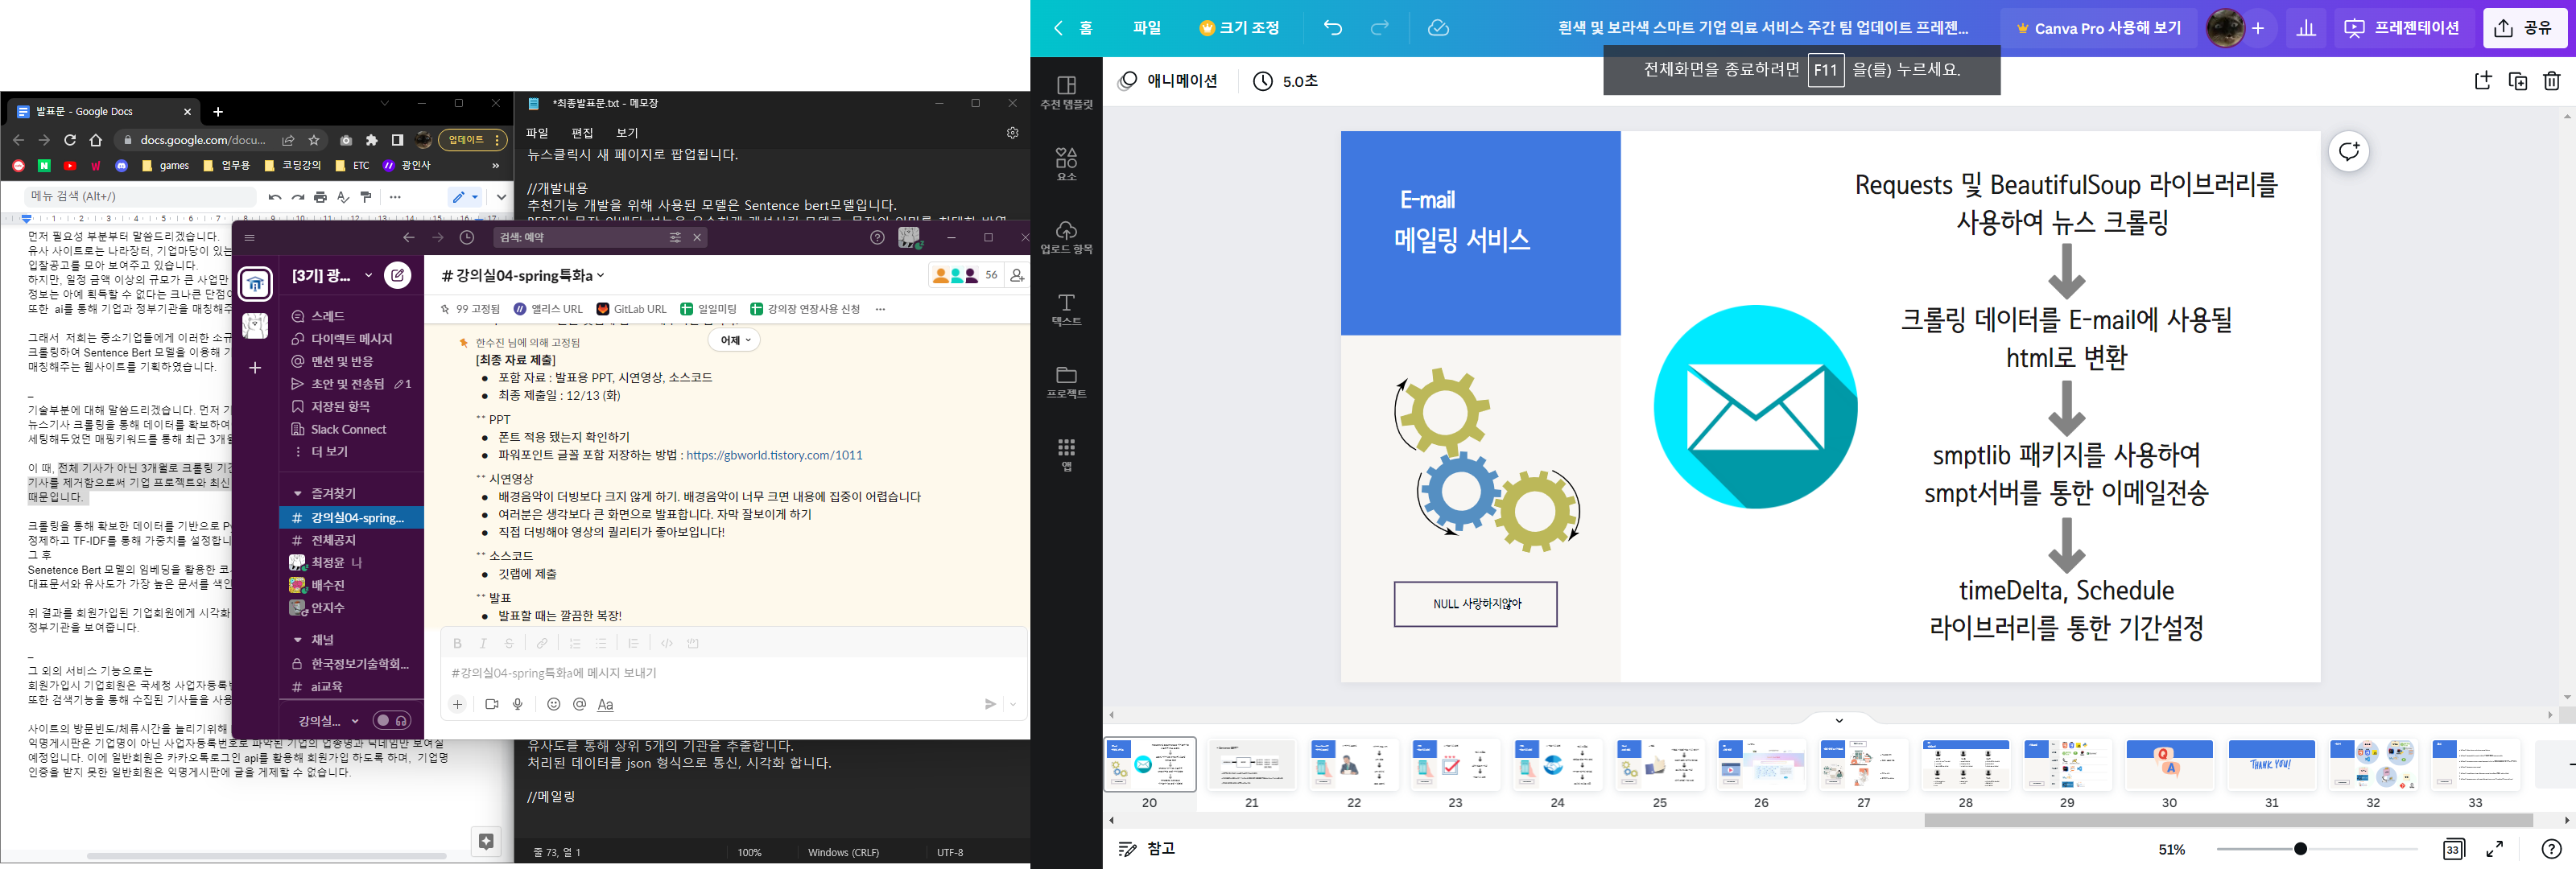 발표문 - Google Docs
docs.google.com/docu...
업데이트
games
업무용
코딩강의
ETC
광인사
»
메뉴 검색 (Alt+/)
먼저 필요성 부분부터 말씀드리겠습니다.
유사 사이트로는 나라장터, 기업마당이 있는
입찰공고를 모아 보여주고 있습니다.
하지만, 일정 금액 이상의 규모가 큰 사업만
정보는 아예 획득할 수 없다는 크나큰 단점이
또한 ai를 통해 기업과 정부기관을 매칭해주
그래서 저희는 중소기업들에게 이러한 소규
크롤링하여 Sentence Bert 모델을 이용해 기
매칭해주는 웹사이트를 기획하였습니다.
–
기술부분에 대해 말씀드리겠습니다. 먼저 기
뉴스기사 크롤링을 통해 데이터를 확보하여
세팅해두었던 매핑키워드를 통해 최근 3개월
이 때, 전체 기사가 아닌 3개월로 크롤링 기간
기사를 제거함으로써 기업 프로젝트와 최신
때문입니다.
크롤링을 통해 확보한 데이터를 기반으로 Py
정제하고 TF-IDF를 통해 가중치를 설정합니
그 후
Senetence Bert 모델의 임베딩을 활용한 코
대표문서와 유사도가 가장 높은 문서를 색인
위 결과를 회원가입된 기업회원에게 시각화
정부기관을 보여줍니다.
–
그 외의 서비스 기능으로는
회원가입시 기업회원은 국세청 사업자등록번
또한 검색기능을 통해 수집된 기사들을 사용
사이트의 방문빈도/체류시간을 늘리기위해
익명게시판은 기업명이 아닌 사업자등록번호로 파악된 기업의 업종명과 닉네임만 보여질
예정입니다. 이에 일반회원은 카카오톡로그인 api를 활용해 회원가입 하도록 하며, 기업명
인증을 받지 못한 일반회원은 익명게시판에 글을 게제할 수 없습니다.
*최종발표문.txt - 메모장
파일 편집 보기
뉴스클릭시 새 페이지로 팝업됩니다.
//개발내용
추천기능 개발을 위해 사용된 모델은 Sentence bert모델입니다.
유사도를 통해 상위 5개의 기관을 추출합니다.
처리된 데이터를 json 형식으로 통신, 시각화 합니다.
//메일링
줄 73, 열 1
100%
Windows (CRLF)
UTF-8
검색: 예약
[3기] 광...
스레드
다이렉트 메시지
멘션 및 반응
초안 및 전송됨 1
저장된 항목
Slack Connect
더 보기
즐겨찾기
# 강의실04-spring...
# 전체공지
최정윤 나
배수진
안지수
채널
한국정보기술학회...
# ai교육
강의실...
# 강의실04-spring특화a
56
99 고정됨
앨리스 URL
GitLab URL
일일미팅
강의장 연장사용 신청
...
어제
한수진 님에 의해 고정됨
[최종 자료 제출]
• 포함 자료 : 발표용 PPT, 시연영상, 소스코드
• 최종 제출일 : 12/13 (화)
** PPT
• 폰트 적용 됐는지 확인하기
• 파워포인트 글꼴 포함 저장하는 방법 : https://gbworld.tistory.com/1011
** 시연영상
• 배경음악이 더빙보다 크지 않게 하기. 배경음악이 너무 크면 내용에 집중이 어렵습니다
• 여러분은 생각보다 큰 화면으로 발표합니다. 자막 잘보이게 하기
• 직접 더빙해야 영상의 퀄리티가 좋아보입니다!
** 소스코드
• 깃랩에 제출
** 발표
• 발표할 때는 깔끔한 복장!
#강의실04-spring특화a에 메시지 보내기
Aa
홈
파일
크기 조정
흰색 및 보라색 스마트 기업 의료 서비스 주간 팀 업데이트 프레젠...
Canva Pro 사용해 보기
프레젠테이션
공유
전체화면을 종료하려면 F11 을(를) 누르세요.
애니메이션
5.0초
추천 템플릿
요소
업로드 항목
텍스트
프로젝트
앱
E-mail
메일링 서비스
NULL 사랑하지않아
Requests 및 BeautifulSoup 라이브러리를
사용하여 뉴스 크롤링
크롤링 데이터를 E-mail에 사용될
html로 변환
smptlib 패키지를 사용하여
smpt서버를 통한 이메일전송
timeDelta, Schedule
라이브러리를 통한 기간설정
Q
A
THANK YOU!
20 21 22 23 24 25 26 27 28 29 30 31 32 33
참고
51%
33